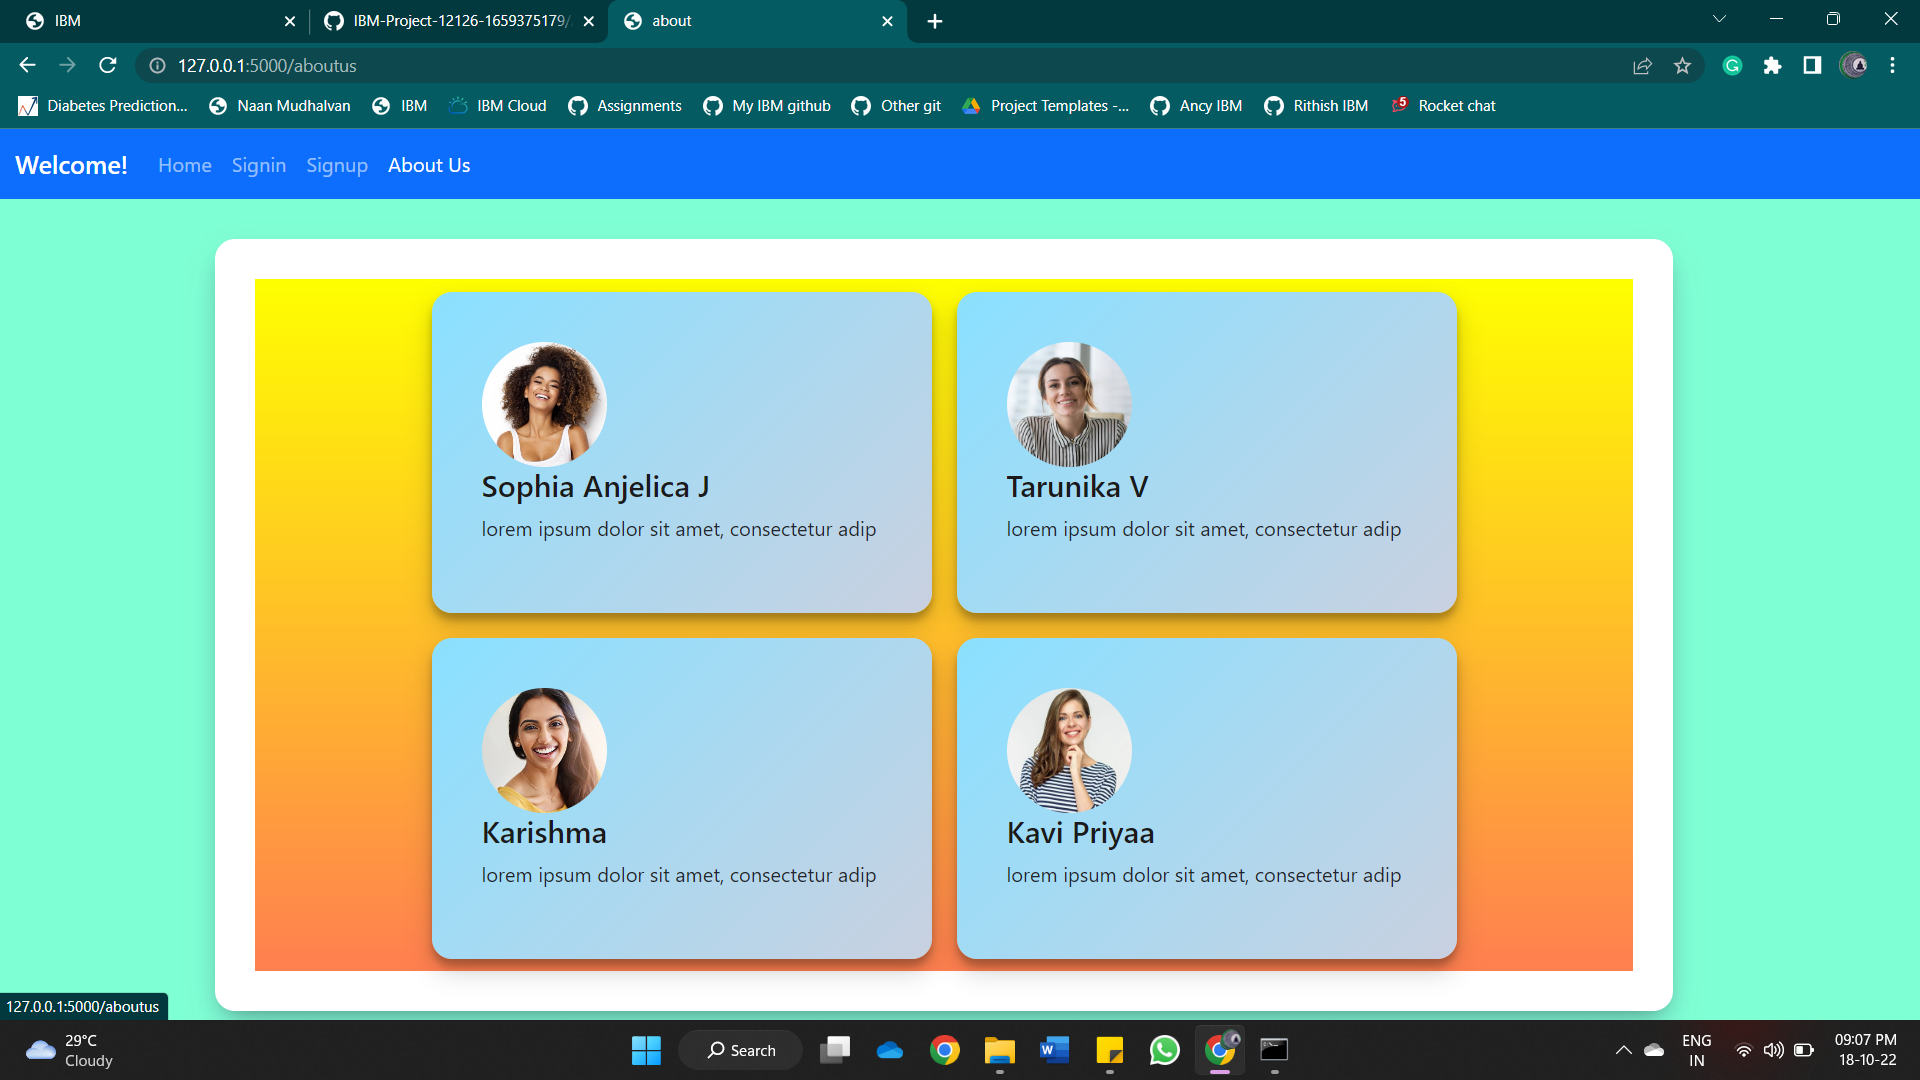 IBM
IBM-Project-12126-1659375179/
about
127.0.0.1:5000/aboutus
Diabetes Prediction...
Naan Mudhalvan
IBM
IBM Cloud
Assignments
My IBM github
Other git
Project Templates -...
Ancy IBM
Rithish IBM
5
Rocket chat
Welcome!
Home
Signin
Signup
About Us
Sophia Anjelica J
lorem ipsum dolor sit amet, consectetur adip
Tarunika V
lorem ipsum dolor sit amet, consectetur adip
Karishma
lorem ipsum dolor sit amet, consectetur adip
Kavi Priyaa
lorem ipsum dolor sit amet, consectetur adip
127.0.0.1:5000/aboutus
29°C
Cloudy
Search
W
ENG
IN
09:07 PM
18-10-22